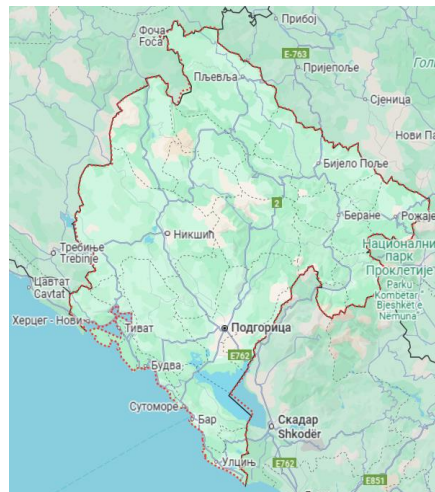 Прибој
Фоча
Foča
E-763
Пријепоље
Пљевља
Сјеница
Нови Па
Бијело Поље
2
Беране
Рожаје
Никшић
Требиње
Trebinje
Национални
парк
Проклетије
Parku
Kombëtar
Bjeshkët e
Nemuna
Цавтат
Cavtat
Херцег - Нови
Тиват
Подгорица
E762
Будва
Сутоморе
Бар
Скадар
Shkodër
Улцињ
E762
E851